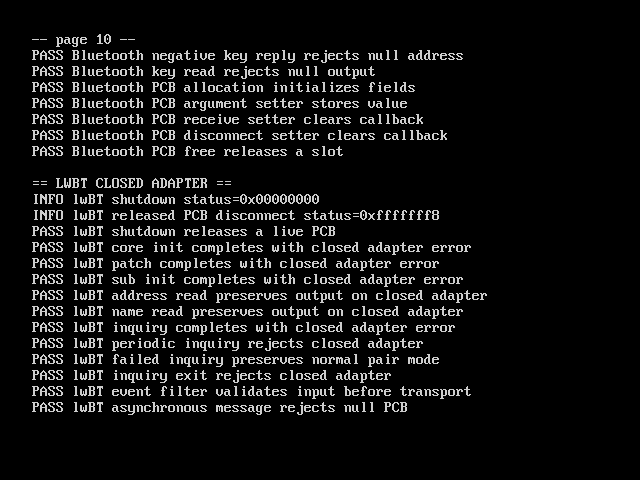 -- page 10 --
PASS Bluetooth negative key reply rejects null address
PASS Bluetooth key read rejects null output
PASS Bluetooth PCB allocation initializes fields
PASS Bluetooth PCB argument setter stores value
PASS Bluetooth PCB receive setter clears callback
PASS Bluetooth PCB disconnect setter clears callback
PASS Bluetooth PCB free releases a slot
== LWBT CLOSED ADAPTER ==
INFO lwBT shutdown status=0x00000000
INFO lwBT released PCB disconnect status=0xfffffff8
PASS lwBT shutdown releases a live PCB
PASS lwBT core init completes with closed adapter error
PASS lwBT patch completes with closed adapter error
PASS lwBT sub init completes with closed adapter error
PASS lwBT address read preserves output on closed adapter
PASS lwBT name read preserves output on closed adapter
PASS lwBT inquiry completes with closed adapter error
PASS lwBT periodic inquiry rejects closed adapter
PASS lwBT failed inquiry preserves normal pair mode
PASS lwBT inquiry exit rejects closed adapter
PASS lwBT event filter validates input before transport
PASS lwBT asynchronous message rejects null PCB